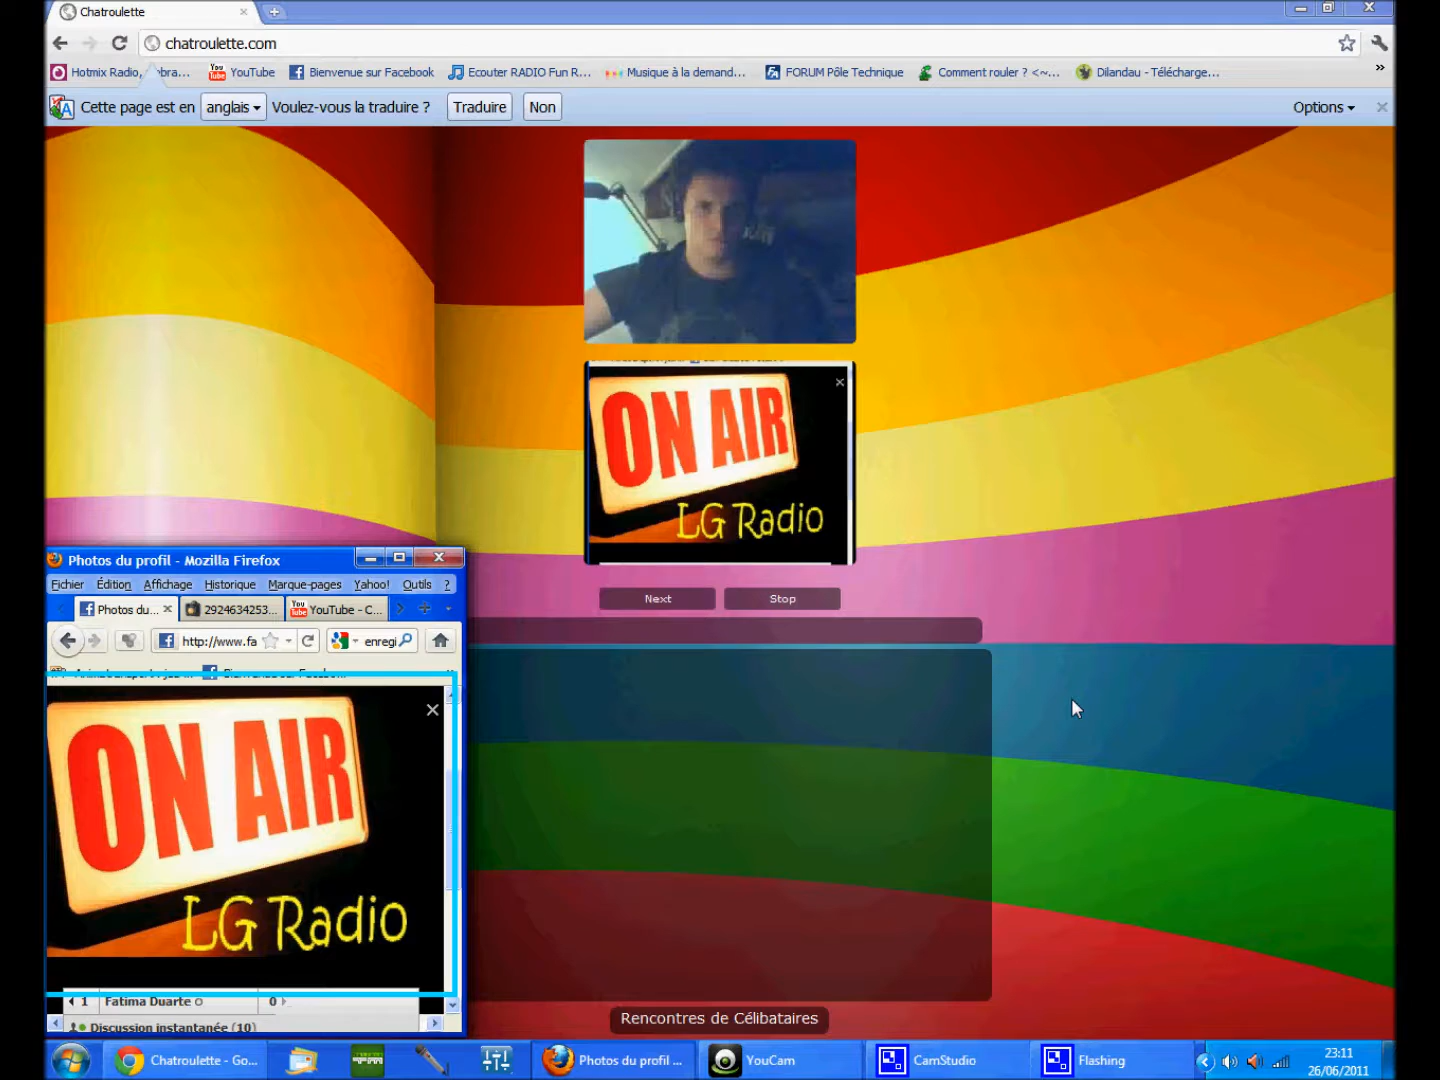 Chatroulette
chatroulette.com
Hotmix Radio,
YouTube
Bienvenue sur Facebook
Ecouter RADIO Fun R...
Musique à la demand...
FORUM Pôle Technique
Comment rouler ? <~...
Dilandau - Télécharge...
»
Cette page est en
anglais
Voulez-vous la traduire ?
Traduire
Non
Options
ON AIR
LG Radio
Next
Stop
Photos du profil - Mozilla Firefox
Fichier
Édition
Affichage
Historique
Marque-pages
Yahoo!
Outils
?
Photos du...
2924634253...
You Tube
YouTube - C...
http://www.fa
enregi
ON AIR
LG Radio
1
Fatima Duarte
0
Discussion instantanée (10)
Rencontres de Célibataires
Chatroulette - Go...
Photos du profil ...
YouCam
CamStudio
Flashing
23:11
26/06/2011